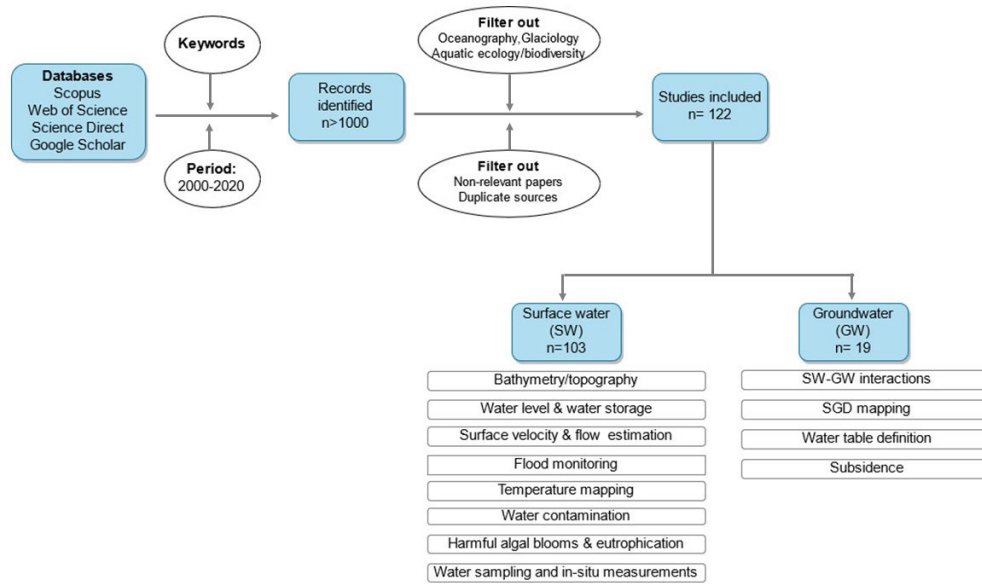 Databases
Scopus
Web of Science
Science Direct
Google Scholar
Keywords
Period:
2000-2020
Records
identified
n>1000
Filter out
Oceanography,Glaciology
Aquatic ecology/biodiversity
Filter out
Non-relevant papers
Duplicate sources
Studies included
n= 122
Surface water
(SW)
n=103
Bathymetry/topography
Water level & water storage
Surface velocity & flow estimation
Flood monitoring
Temperature mapping
Water contamination
Harmful algal blooms & eutrophication
Water sampling and in-situ measurements
Groundwater
(GW)
n= 19
SW-GW interactions
SGD mapping
Water table definition
Subsidence